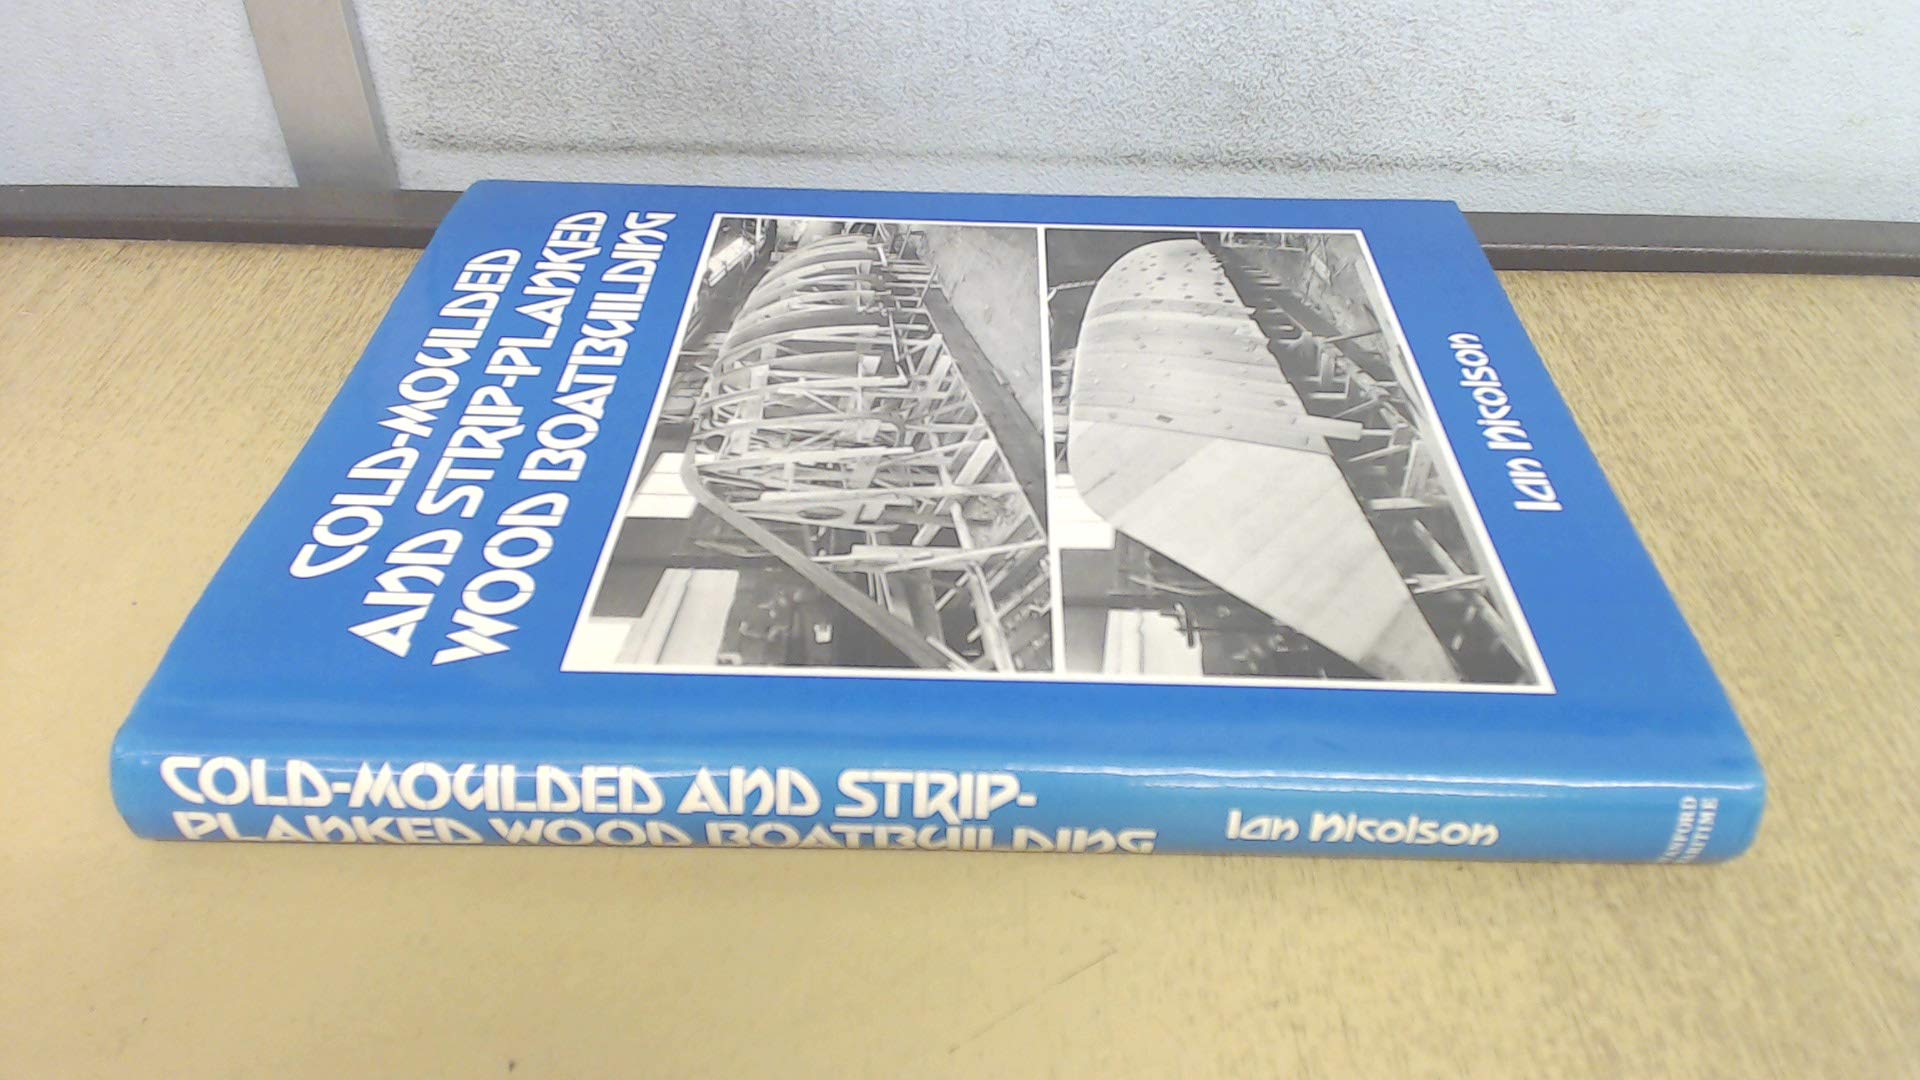 COLD-MOULDED
AND STRIP-PLANKED
WOOD BOATBUILDING
Ian Nicolson
COLD-MOULDED AND STRIP-
PLANKED WOOD BOATBUILDING
Ian Nicolson